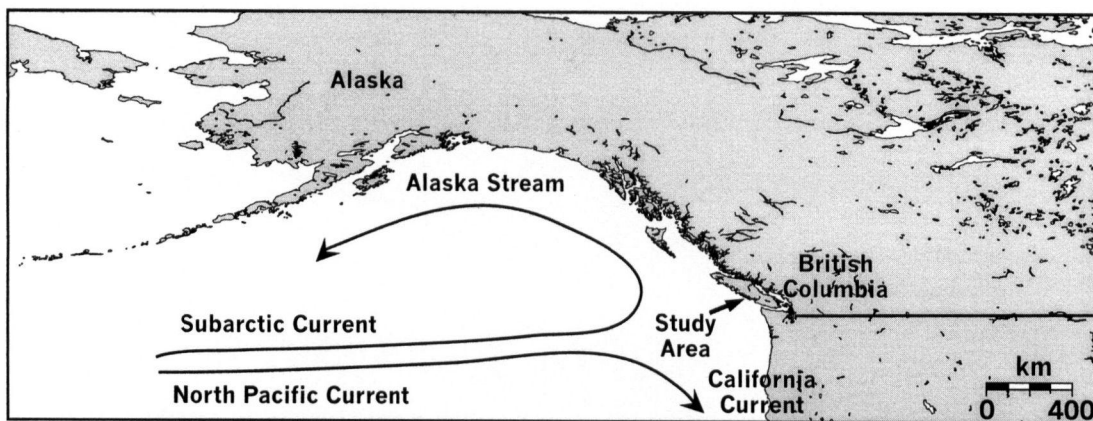 Alaska
Alaska Stream
British
Columbia
Subarctic Current
Study
Area
North Pacific Current
California
Current
km
0 400